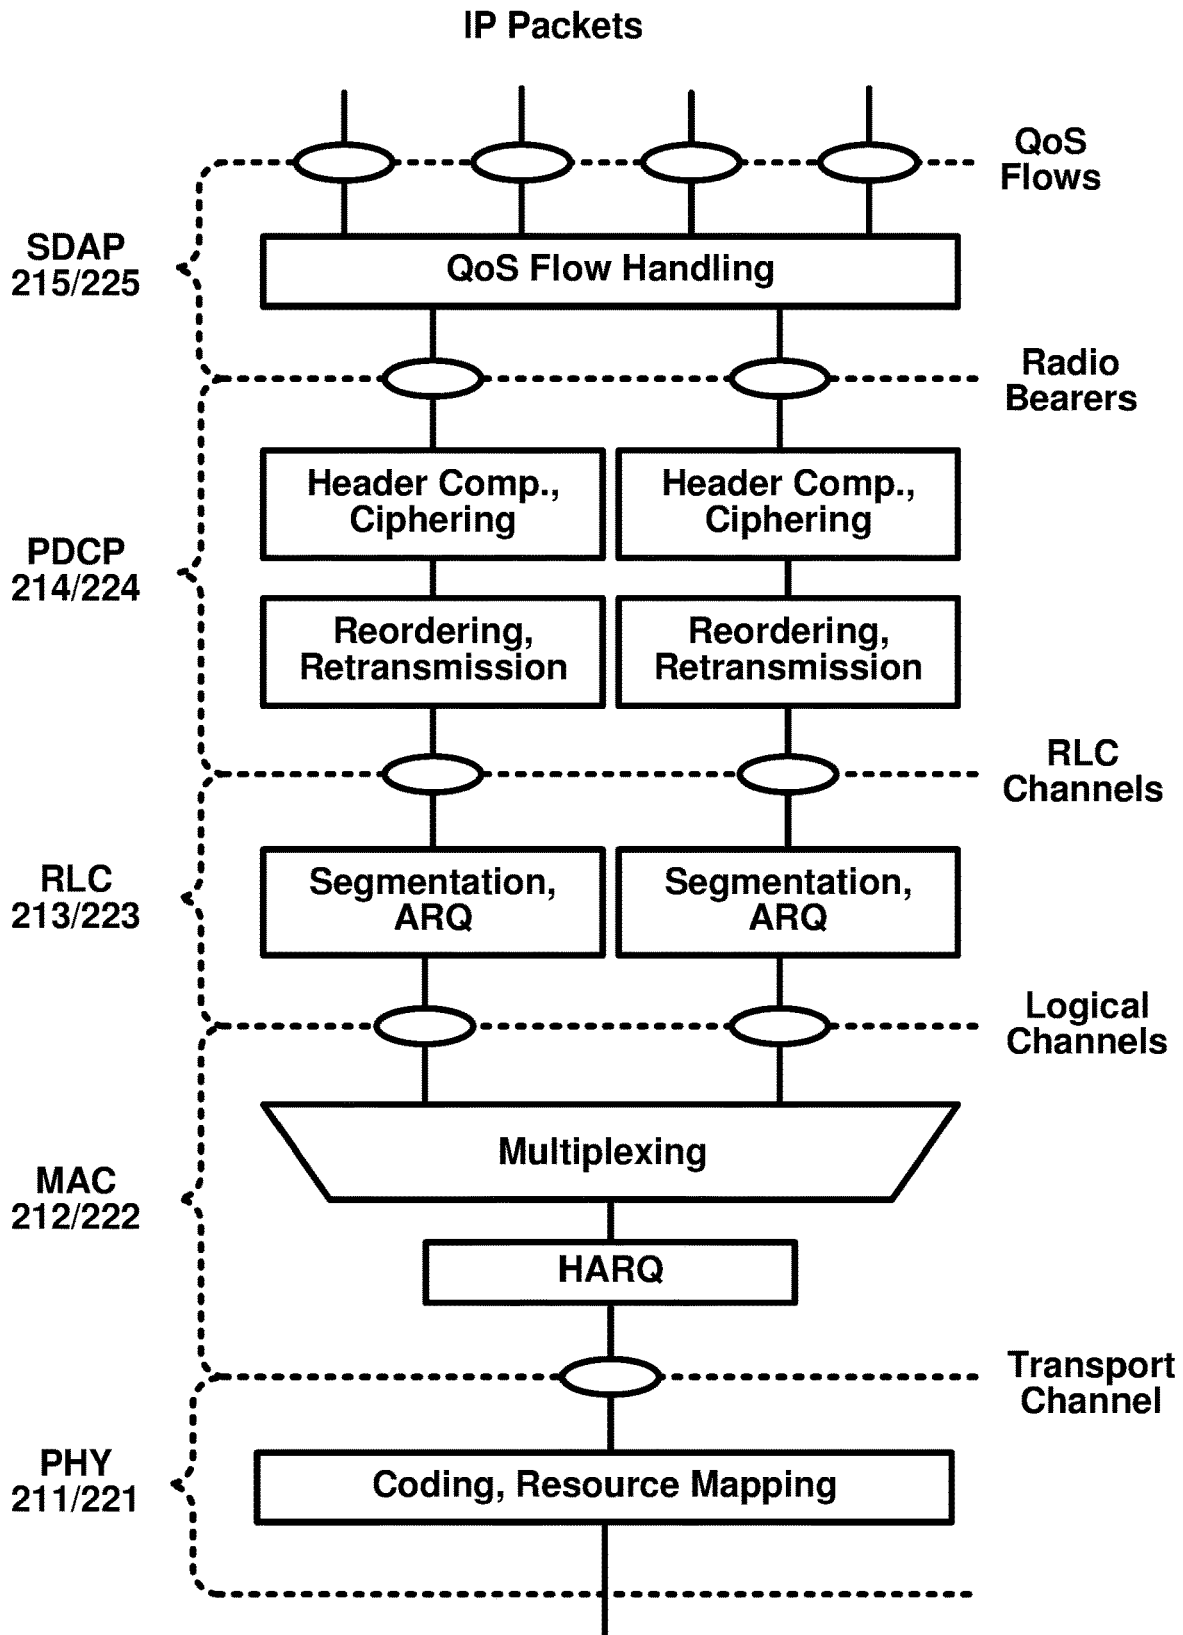 IP Packets
QoS
Flows
SDAP
215/225
QoS Flow Handling
Radio
Bearers
Header Comp.,
Ciphering
Header Comp.,
Ciphering
PDCP
214/224
Reordering,
Retransmission
Reordering,
Retransmission
RLC
Channels
RLC
213/223
Segmentation,
ARQ
Segmentation,
ARQ
Logical
Channels
Multiplexing
MAC
212/222
HARQ
Transport
Channel
PHY
211/221
Coding, Resource Mapping